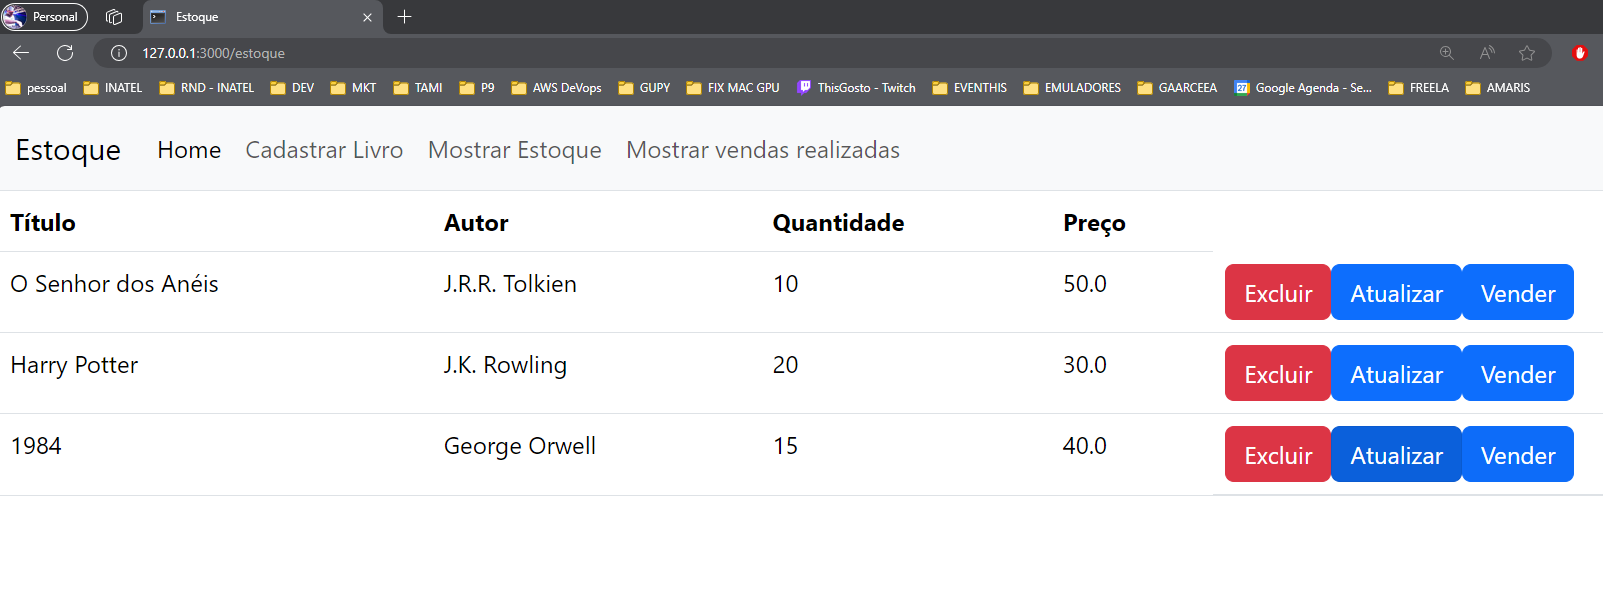 Personal Estoque
127.0.0.1:3000/estoque
pessoal INATEL RND - INATEL DEV MKT TAMI P9 AWS DeVops GUPY FIX MAC GPU ThisGosto - Twitch EVENTHIS EMULADORES GAARCEEA 27 Google Agenda - Se... FREELA AMARIS
Estoque Home Cadastrar Livro Mostrar Estoque Mostrar vendas realizadas
Título Autor Quantidade Preço
O Senhor dos Anéis J.R.R. Tolkien 10 50.0 Excluir Atualizar Vender
Harry Potter J.K. Rowling 20 30.0 Excluir Atualizar Vender
1984 George Orwell 15 40.0 Excluir Atualizar Vender